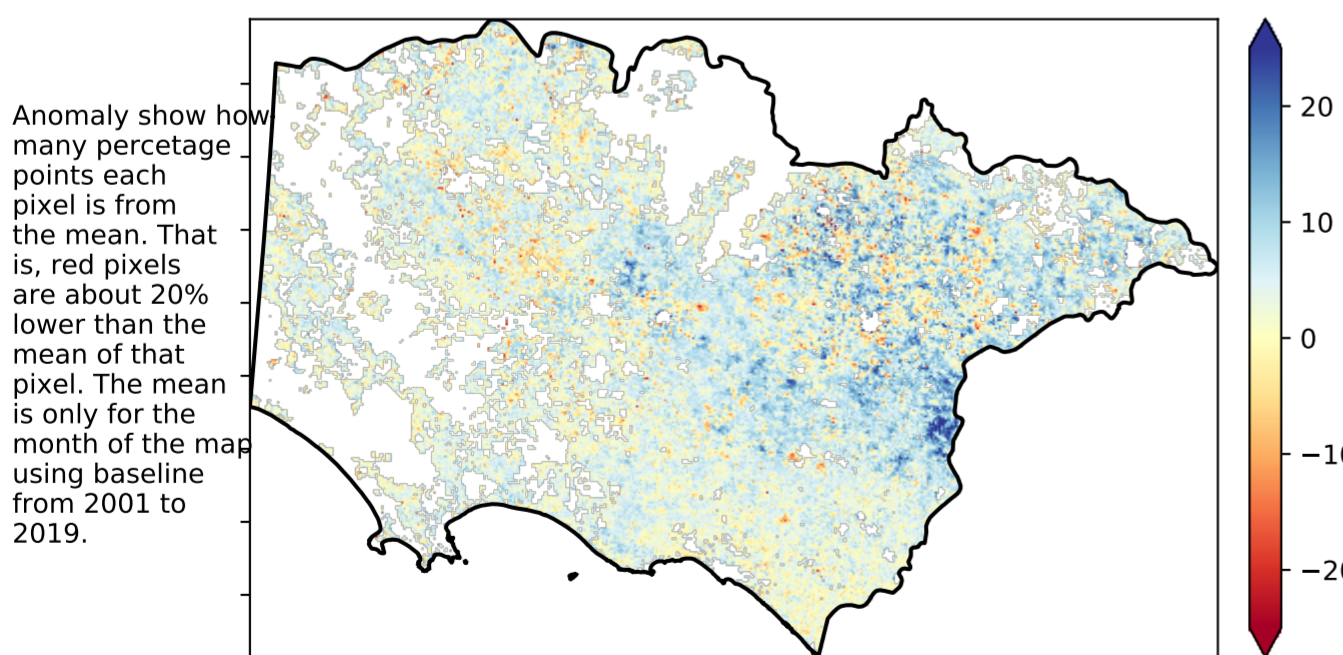 Anomaly show how
many percetage
points each
pixel is from
the mean. That
is, red pixels
are about 20%
lower than the
mean of that
pixel. The mean
is only for the
month of the map
using baseline
from 2001 to
2019.
20
10
0
−10
−20